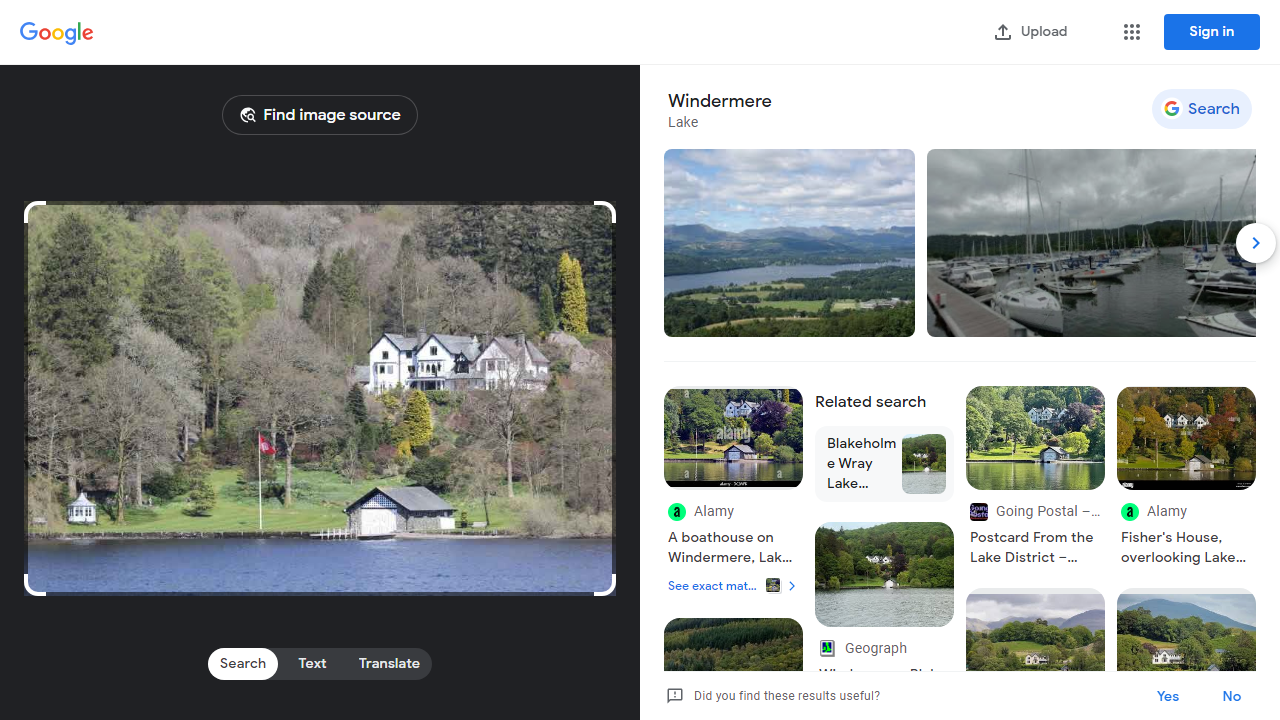 Google
Upload
Sign in
Find image source
Windermere
Lake
Search
Related search
Blakeholm
e Wray
Lake...
alamy
Alamy
A boathouse on
Windermere, Lak...
See exact mat...
Going Postal –...
Postcard From the
Lake District –...
Alamy
Fisher's House,
overlooking Lake...
Geograph
Search
Text
Translate
Did you find these results useful?
Yes
No